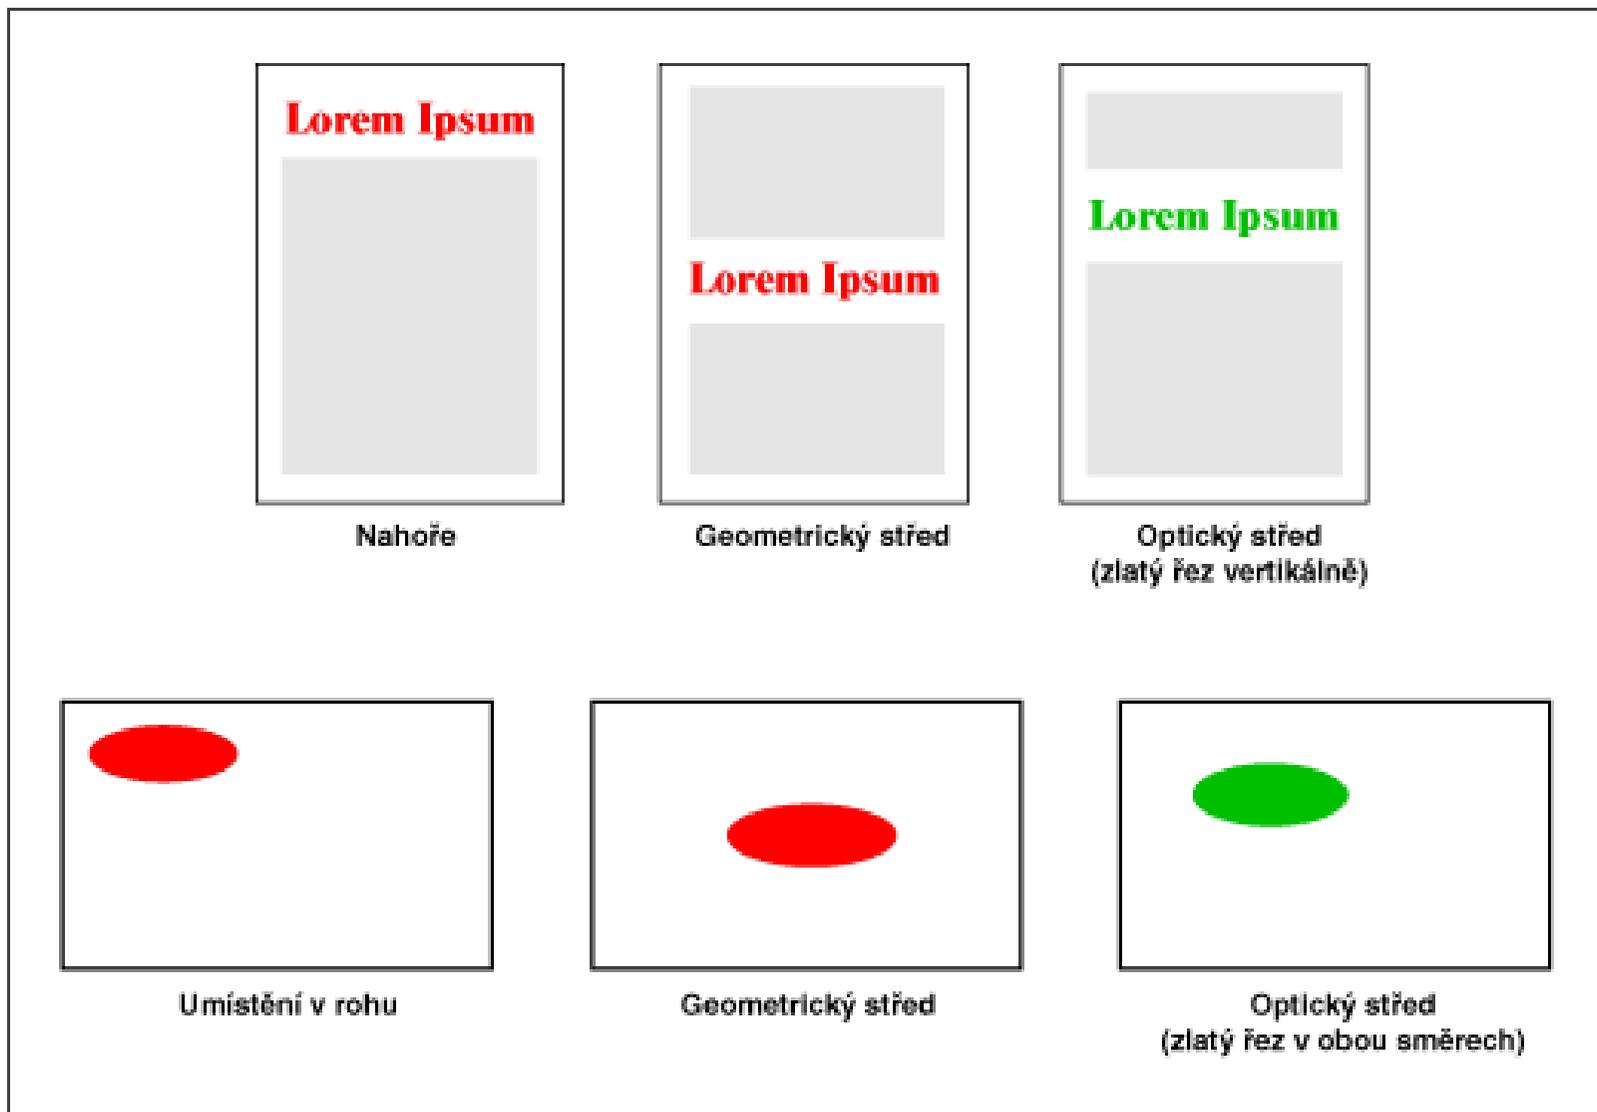 Lorem Ipsum
Lorem Ipsum
Lorem Ipsum
Nahoře
Geometrický střed
Optický střed
(zlatý řez vertikálně)
Umístění v rohu
Geometrický střed
Optický střed
(zlatý řez v obou směrech)